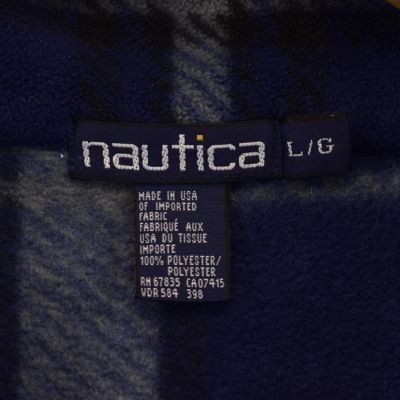 nautica
L/G
MADE IN USA
OF IMPORTED
FABRIC
FABRIQUÉ AUX
USA DU TISSUE
IMPORTE
100% POLYESTER/
POLYESTER
RN 67835 CA07415
VDR 584 398